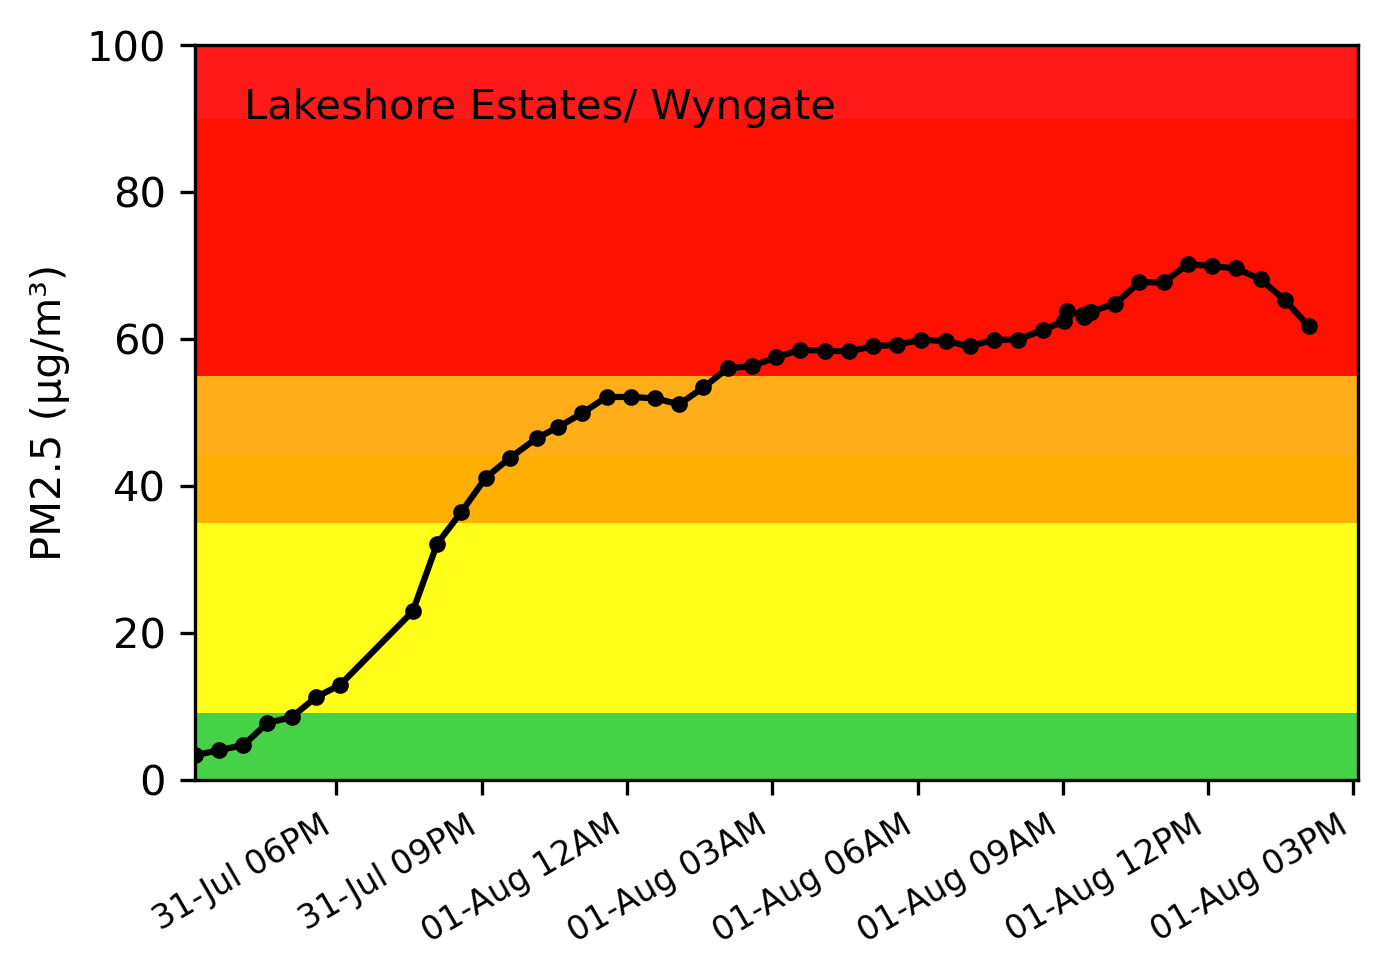 Lakeshore Estates/ Wyngate
PM2.5 (µg/m³)
100
80
60
40
20
0
31-Jul 06PM
31-Jul 09PM
01-Aug 12AM
01-Aug 03AM
01-Aug 06AM
01-Aug 09AM
01-Aug 12PM
01-Aug 03PM